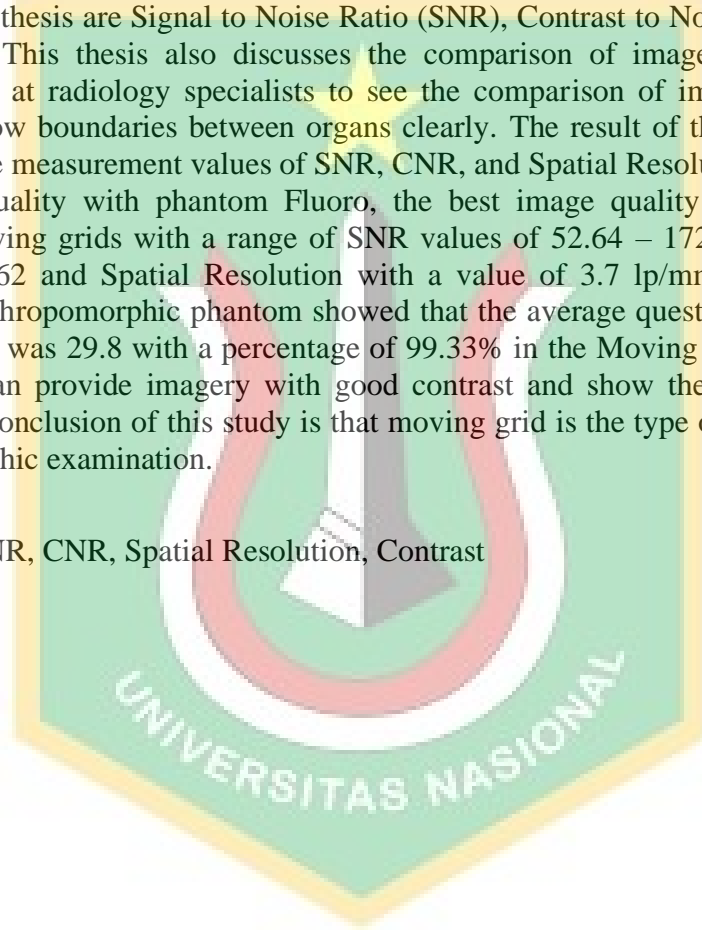 thesis are Signal to Noise Ratio (SNR), Contrast to No
This thesis also discusses the comparison of image
at radiology specialists to see the comparison of im
ow boundaries between organs clearly. The result of th
e measurement values of SNR, CNR, and Spatial Resolu
uality with phantom Fluoro, the best image quality
ving grids with a range of SNR values of 52.64 – 172
62 and Spatial Resolution with a value of 3.7 lp/mm
thropomorphic phantom showed that the average quest
was 29.8 with a percentage of 99.33% in the Moving
an provide imagery with good contrast and show the
onclusion of this study is that moving grid is the type o
hic examination.
NR, CNR, Spatial Resolution, Contrast
UNIVERSITAS NASIONAL